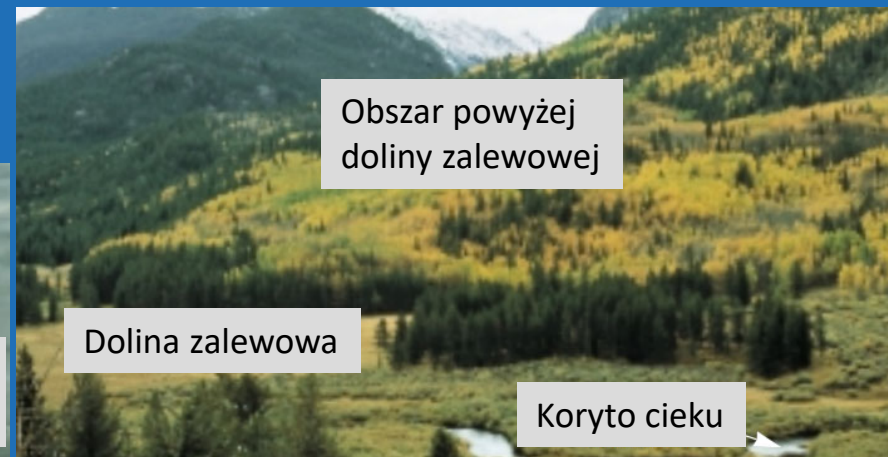 Obszar powyżej
doliny zalewowej
Dolina zalewowa
Koryto cieku